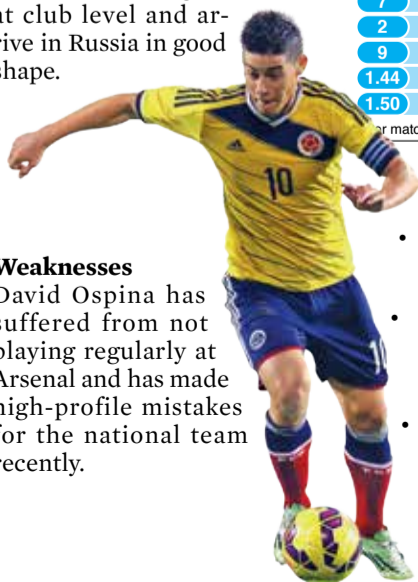 at club level and ar-
rive in Russia in good
shape.
7
2
9
1.44
1.50
Weaknesses
David Ospina has
suffered from not
playing regularly at
Arsenal and has made
high-profile mistakes
for the national team
recently.
10
10